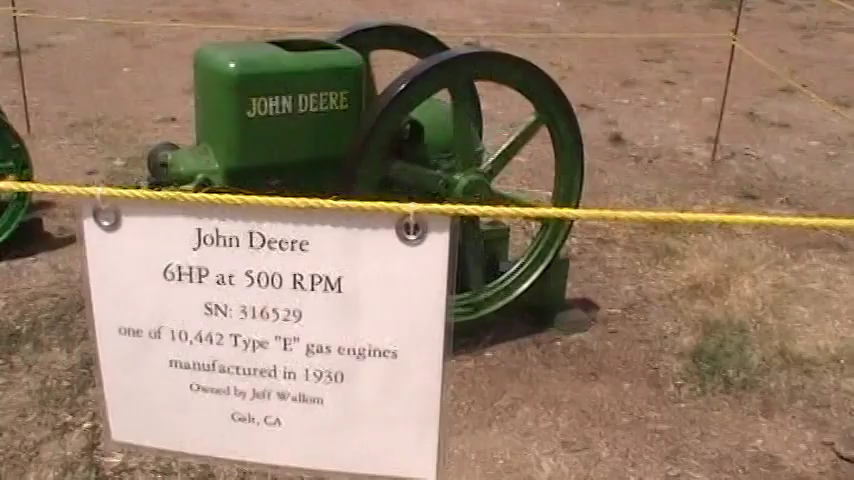 JOHN DEERE
John Deere
6HP at 500 RPM
SN: 316529
one of 10,442 Type "E" gas engines
manufactured in 1930
Owned by Jeff Wallom
Galt, CA